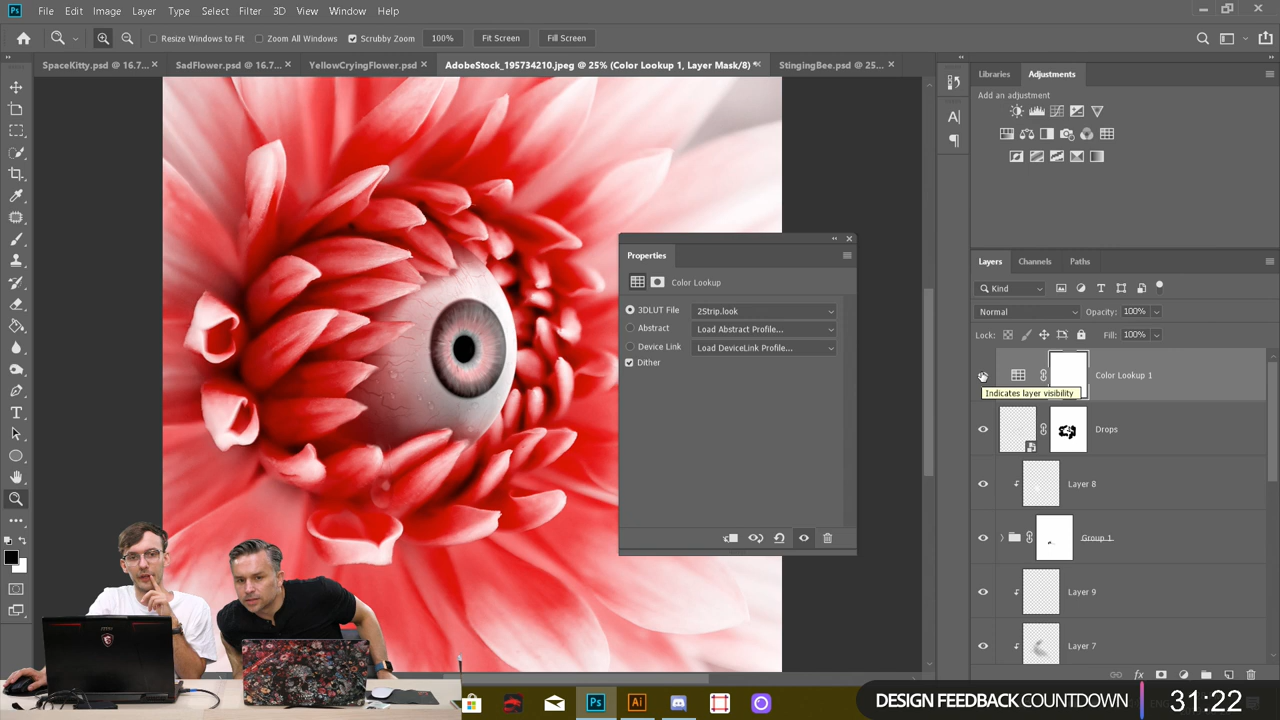 Ps File Edit Image Layer Type Select Filter 3D View Window Help
Resize Windows to Fit Zoom All Windows Scrubby Zoom 100% Fit Screen Fill Screen
SpaceKitty.psd @ 16.7... SadFlower.psd @ 16.7... YellowCryingFlower.psd AdobeStock_195734210.jpeg @ 25% (Color Lookup 1, Layer Mask/8) * StingingBee.psd @ 25...
Libraries Adjustments
Add an adjustment
Properties
Color Lookup
3DLUT File 2Strip.look
Abstract Load Abstract Profile...
Device Link Load DeviceLink Profile...
Dither
Layers Channels Paths
Kind
Normal Opacity: 100%
Lock: Fill: 100%
Color Lookup 1
Indicates layer visibility
Drops
Layer 8
Group 1
Layer 9
Layer 7
fx
Ps Ai
DESIGN FEEDBACK COUNTDOWN 31:22